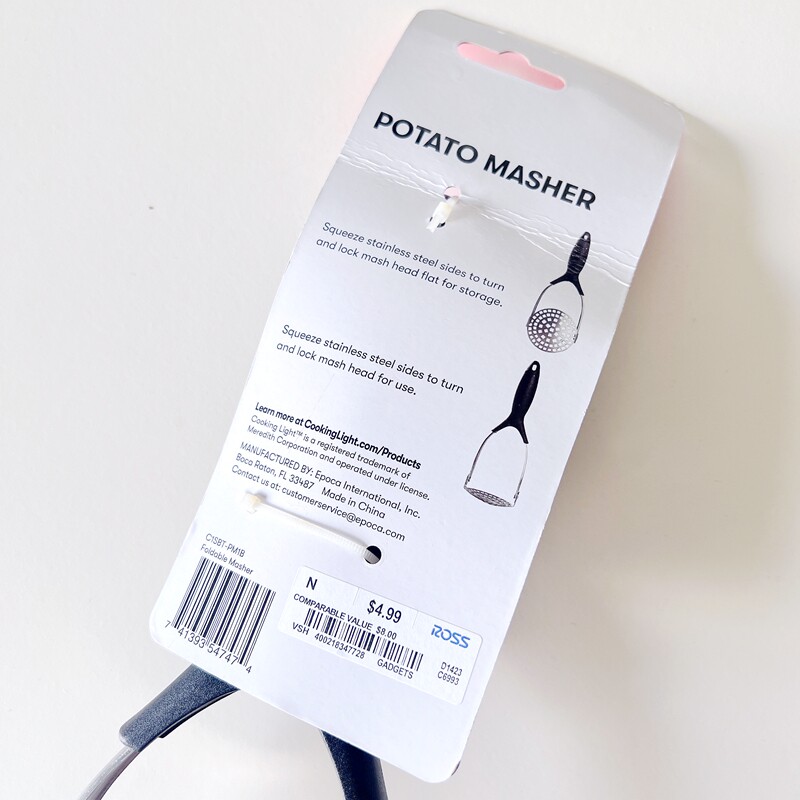 POTATO MASHER
Squeeze stainless steel sides to turn
and lock mash head flat for storage.
Squeeze stainless steel sides to turn
and lock mash head for use.
Learn more at CookingLight.com/Products
Cooking Light™ is a registered trademark of
Meredith Corporation and operated under license.
MANUFACTURED BY: Epoca International, Inc.
Boca Raton, FL 33487 Made in China
Contact us at: customerservice@epoca.com
C1SBT-PM1B
Foldable Masher
7 41393 54747 4
N $4.99
COMPARABLE VALUE $8.00
ROSS
VSH 400216347728 GADGETS
D1423
C6993